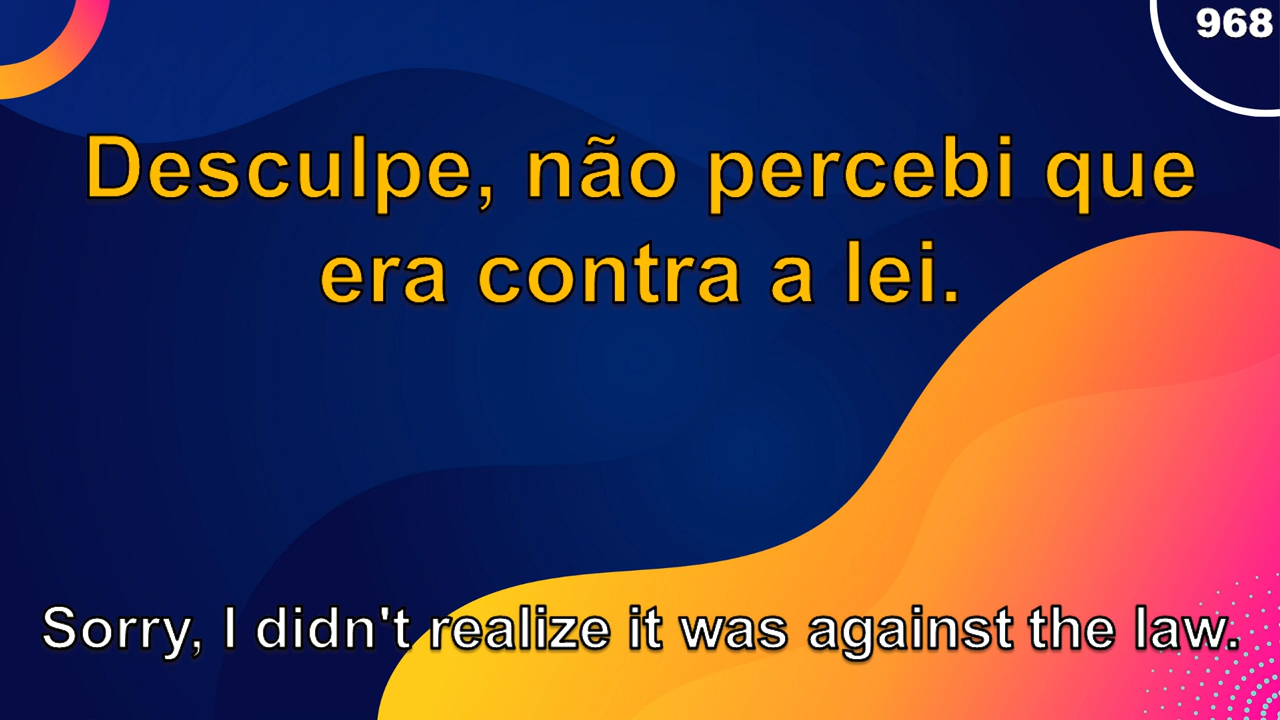 968
Desculpe, não percebi que
era contra a lei.
Sorry, I didn't realize it was against the law.